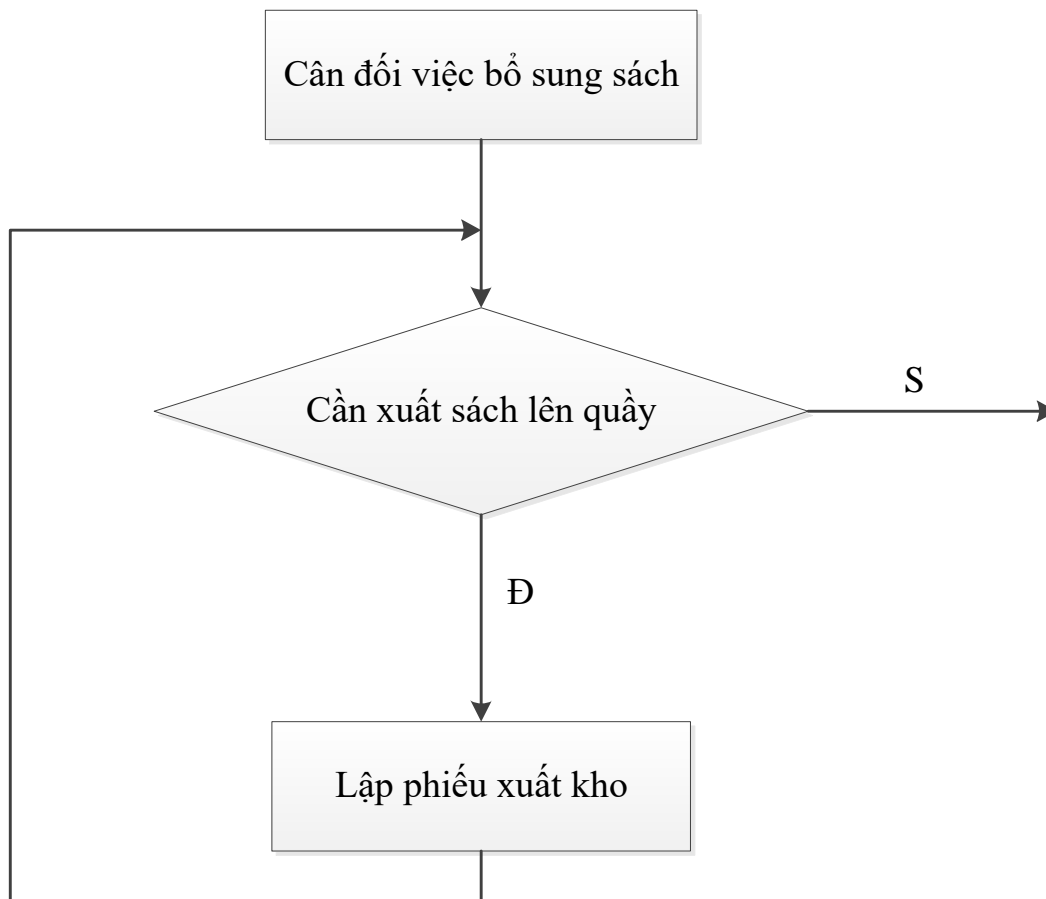 Cân đối việc bổ sung sách
Cần xuất sách lên quầy
S
Đ
Lập phiếu xuất kho